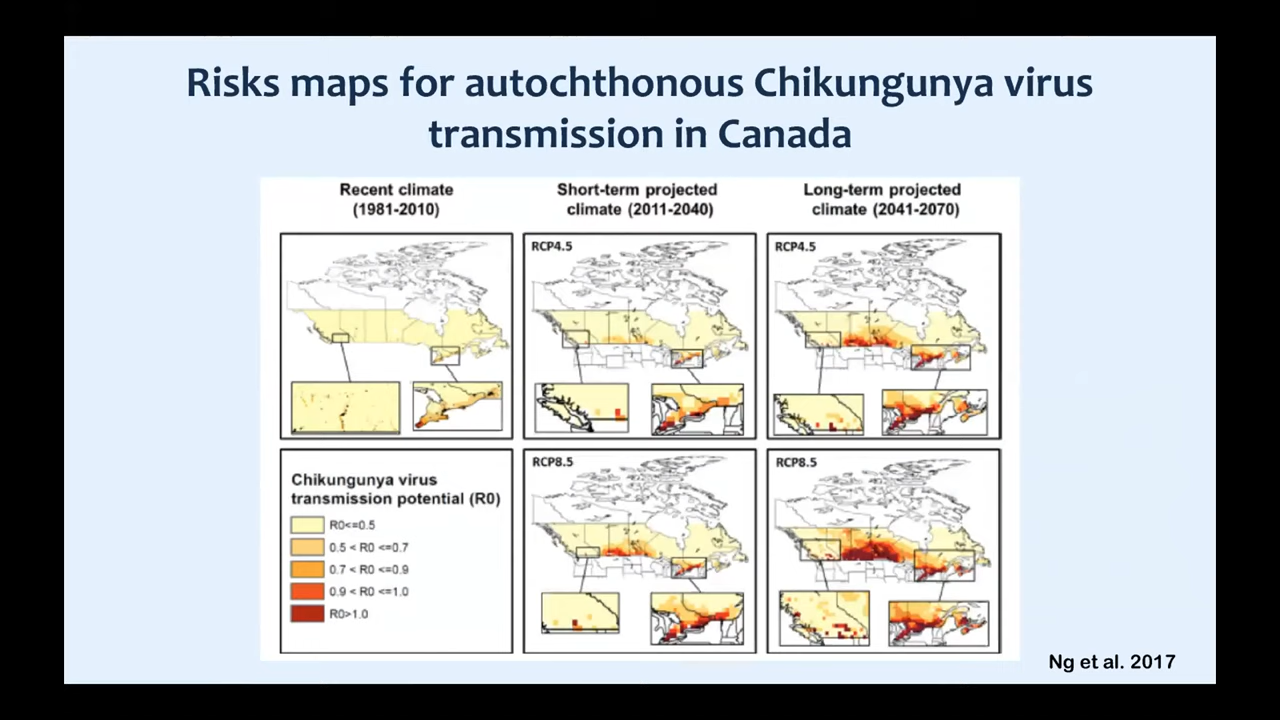 Risks maps for autochthonous Chikungunya virus
transmission in Canada
Recent climate
(1981-2010)
Short-term projected
climate (2011-2040)
Long-term projected
climate (2041-2070)
RCP4.5
RCP4.5
Chikungunya virus
transmission potential (R0)
R0<=0.5
0.5 < R0 <=0.7
0.7 < R0 <=0.9
0.9 < R0 <=1.0
R0>1.0
RCP8.5
RCP8.5
Ng et al. 2017